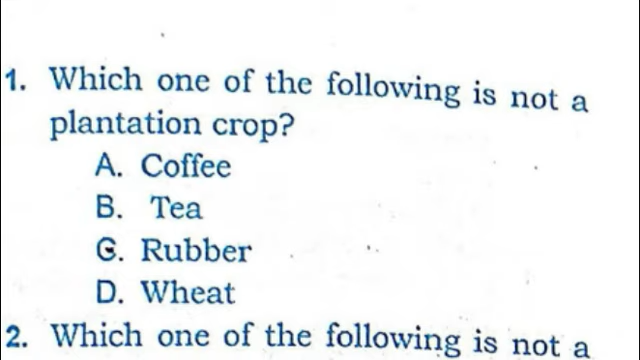 1. Which one of the following is not a
plantation crop?
A. Coffee
B. Tea
C. Rubber
D. Wheat
2. Which one of the following is not a